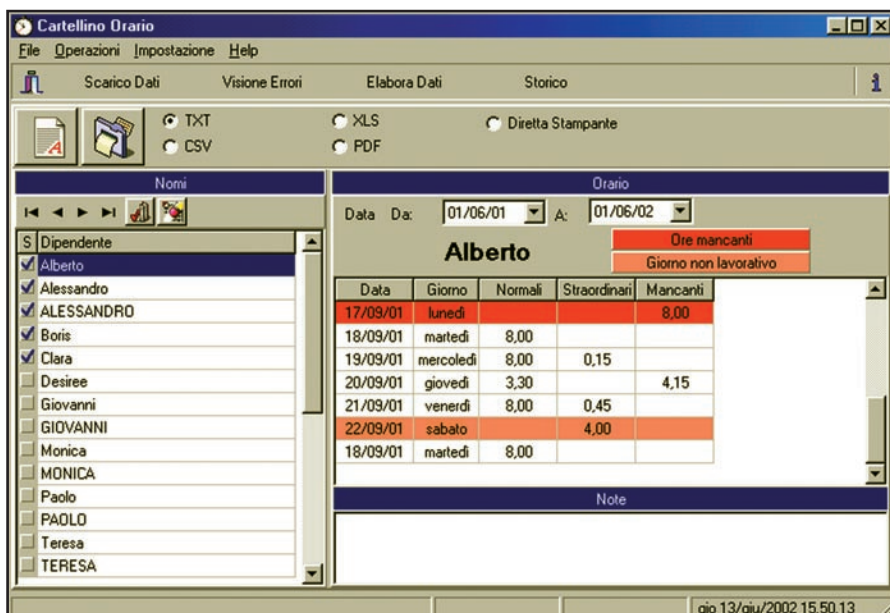 Cartellino Orario
File Operazioni Impostazione Help
Scarico Dati Visione Errori Elabora Dati Storico
TXT XLS Diretta Stampante
CSV PDF
Nomi
S Dipendente
Alberto
Alessandro
ALESSANDRO
Boris
Clara
Desiree
Giovanni
GIOVANNI
Monica
MONICA
Paolo
PAOLO
Teresa
TERESA
Orario
Data Da: 01/06/01 A: 01/06/02
Alberto
Ore mancanti
Giorno non lavorativo
Data Giorno Normali Straordinari Mancanti
17/09/01 lunedì 8,00
18/09/01 martedì 8,00
19/09/01 mercoledì 8,00 0,15
20/09/01 giovedì 3,30 4,15
21/09/01 venerdì 8,00 0,45
22/09/01 sabato 4,00
18/09/01 martedì 8,00
Note
gio 13/giu/2002 15.50.13